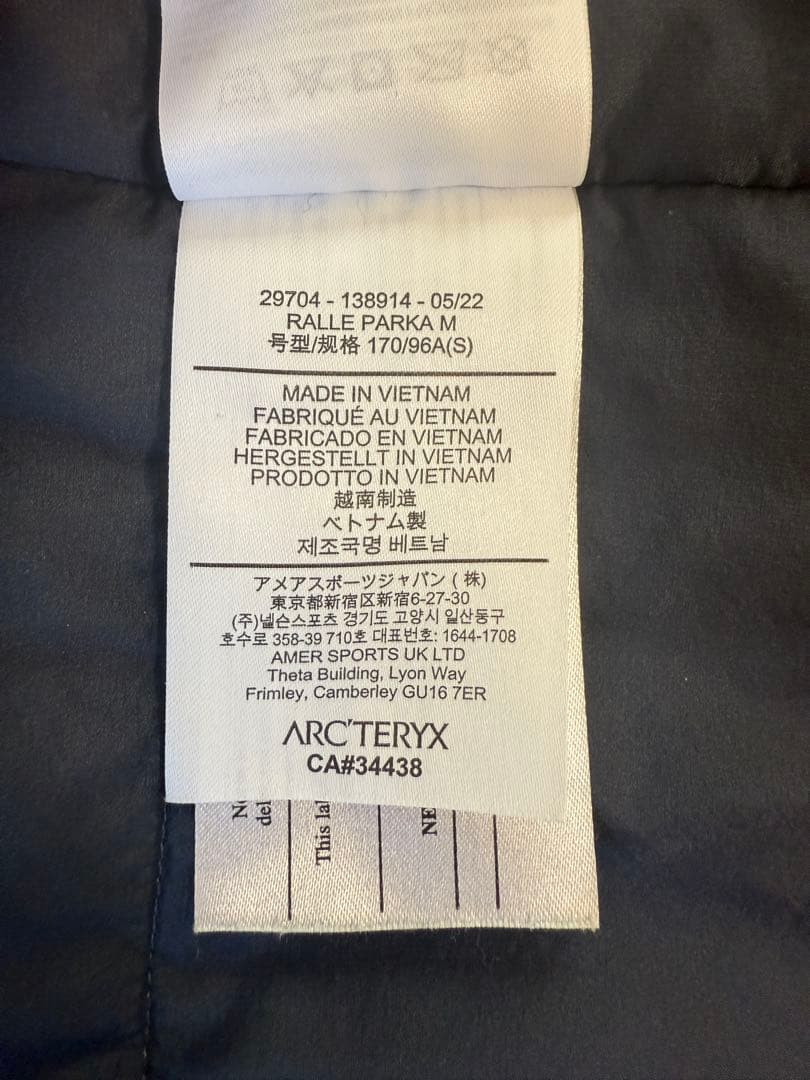 29704 - 138914 - 05/22
RALLE PARKA M
号型/规格 170/96A(S)
MADE IN VIETNAM
FABRIQUÉ AU VIETNAM
FABRICADO EN VIETNAM
HERGESTELLT IN VIETNAM
PRODOTTO IN VIETNAM
越南制造
ベトナム製
제조국명 베트남
アメアスポーツジャパン ( 株)
東京都新宿区新宿6-27-30
(주)넬슨스포츠 경기도 고양시 일산동구
호수로 358-39 710호 대표번호: 1644-1708
AMER SPORTS UK LTD
Theta Building, Lyon Way
Frimley, Camberley GU16 7ER
ARC'TERYX
CA#34438
This
NE